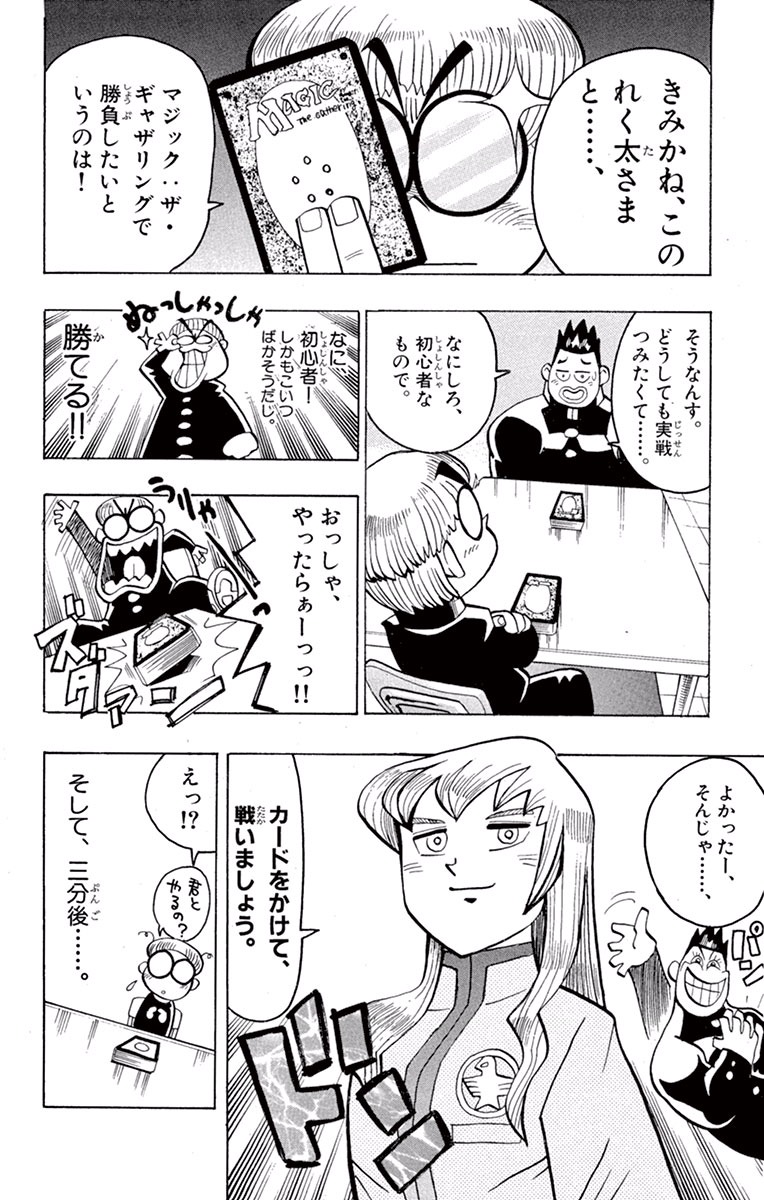 きみかね、この
れく太さま
と……、
MAGIC
The Gatherin
マジック：ザ・
ギャザリングで
勝負したいと
いうのは！
そうなんす。
どうしても実戦
つみたくて……。
なにしろ、
初心者な
もので。
ぬっしゃっしゃ
なに、
初心者！
しかもこいつ
ばかそうだじ。
勝てる!!
うりゃ
おっしゃ、
やったらぁーっっ!!
ズダァァン
よかったー、
そんじゃ……、
パン
カードをかけて、
戦いましょう。
ドン
えっ!?
君と
やるの？
そして、三分後……。